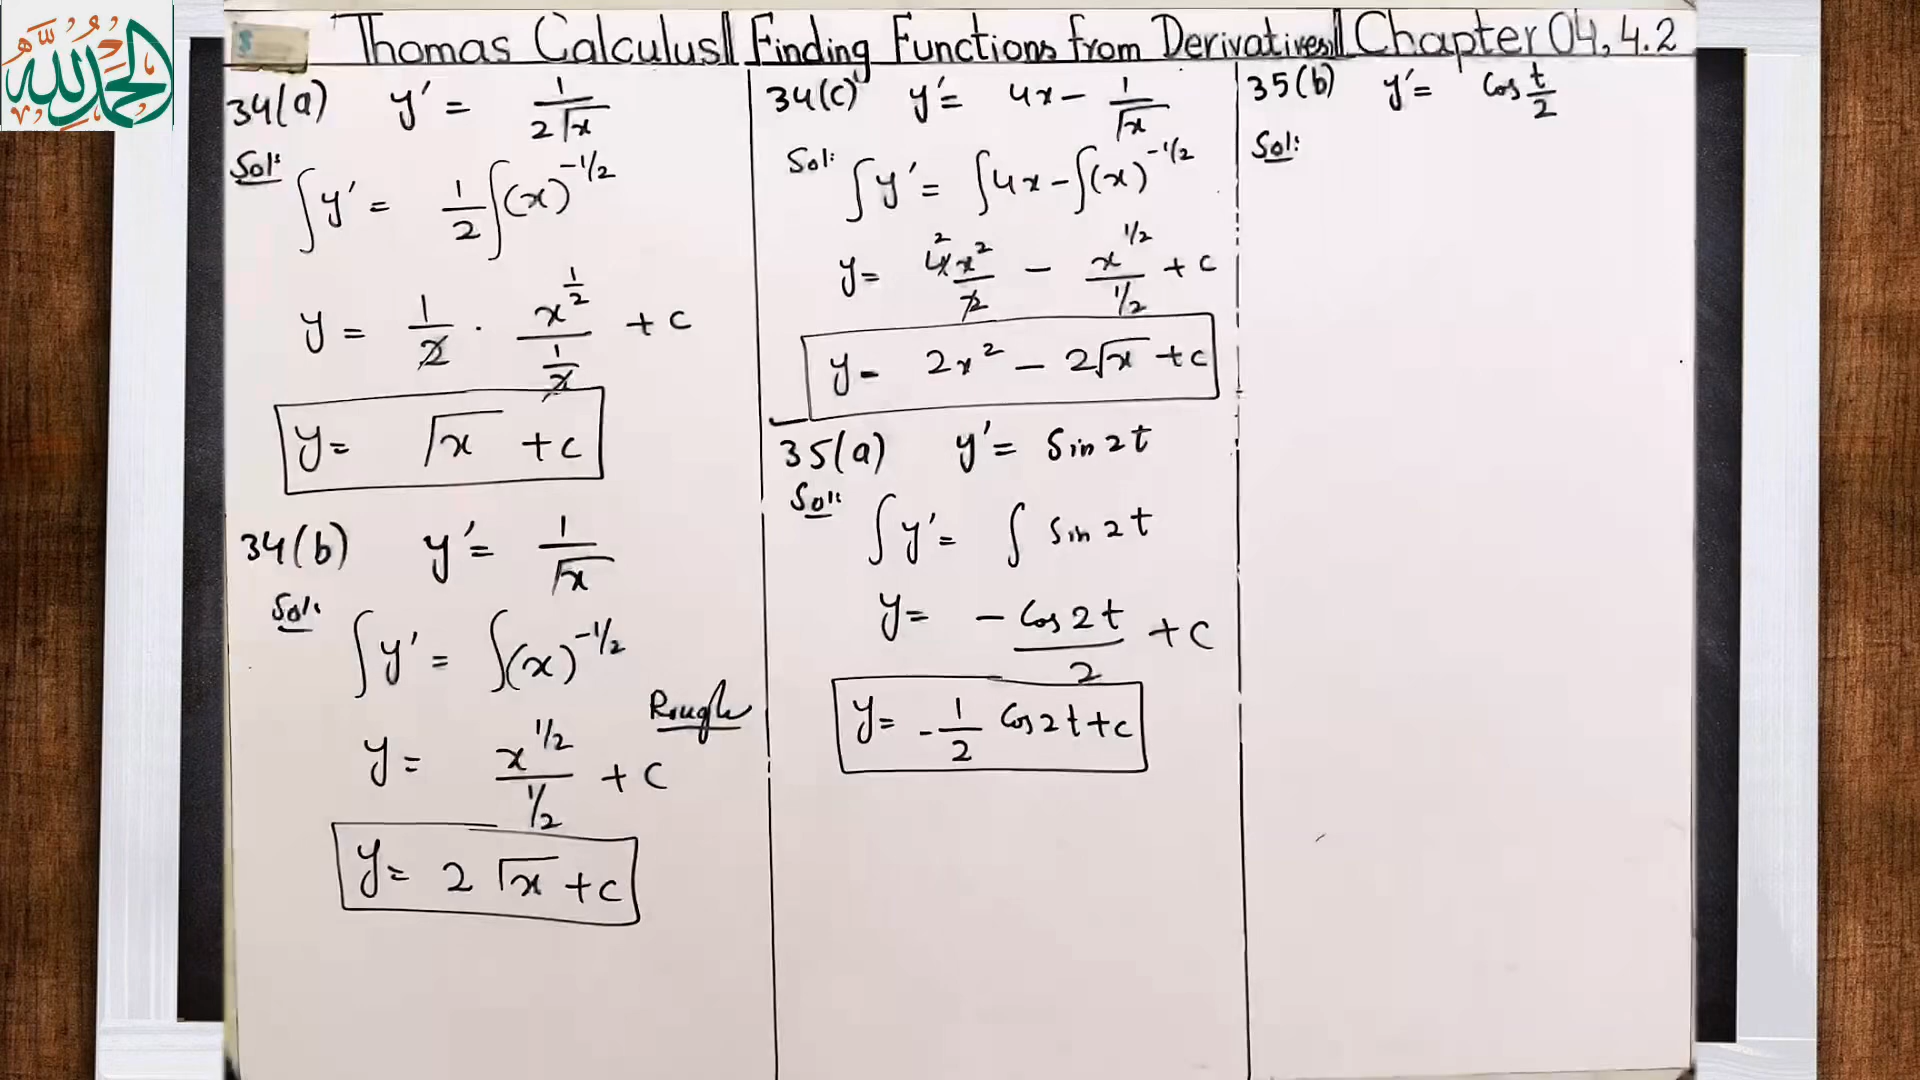 الحمد لله
Thomas Calculus|| Finding Functions from Derivatives|| Chapter 04, 4.2
34(a) y' = 1/(2√x)
Sol:
∫y' = 1/2 ∫(x)^-1/2
y = 1/2 · x^(1/2)/(1/2) + c
y = √x + c
34(b) y' = 1/√x
Sol:
∫y' = ∫(x)^-1/2
Rough
y = x^1/2 / 1/2 + c
y = 2√x + c
34(c) y' = 4x - 1/√x
Sol:
∫y' = ∫4x - ∫(x)^-1/2
y = 4x²/2 - x^1/2 / 1/2 + c
y = 2x² - 2√x + c
35(a) y' = Sin 2t
Sol:
∫y' = ∫ Sin 2t
y = - Cos 2t / 2 + C
y = -1/2 Cos 2t + c
35(b) y' = Cos t/2
Sol: